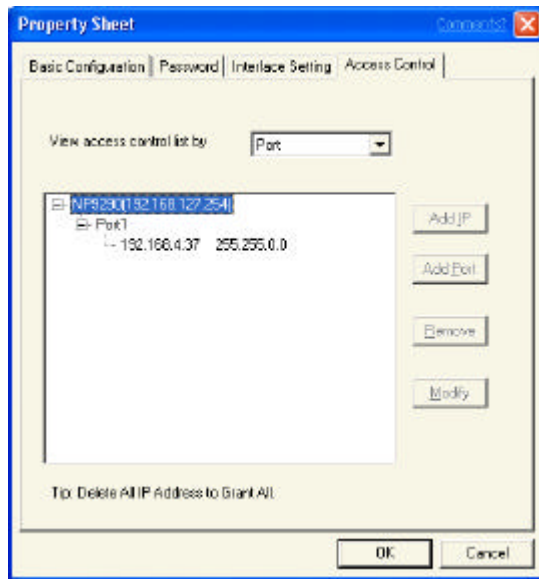 Property Sheet Comments?
Basic Configuration Password Interface Setting Access Control
View access control list by Port
NP9290(192.168.127.254)
Port1
192.168.4.37 255.255.0.0
Add IP
Add Port
Remove
Modify
Tip: Delete All IP Address to Grant All.
OK Cancel